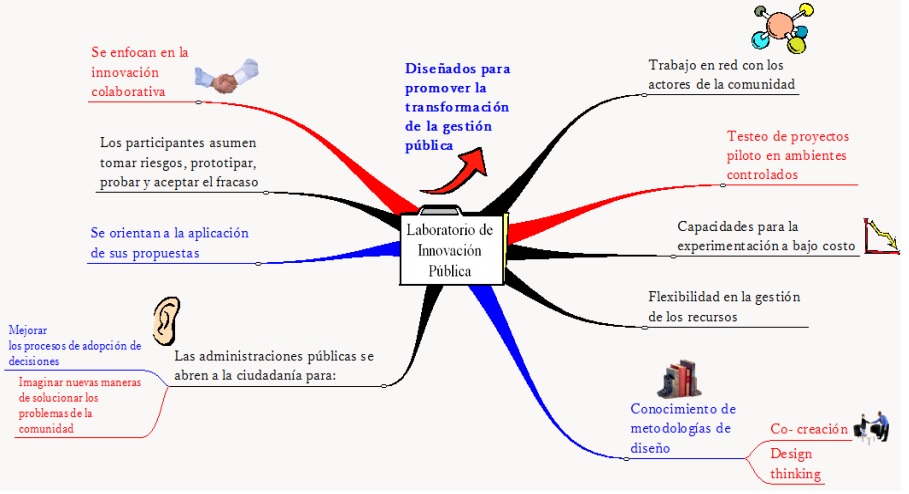 Se enfocan en la
innovación
colaborativa
Diseñados para
promover la
transformación
de la gestión
pública
Trabajo en red con los
actores de la comunidad
Los participantes asumen
tomar riesgos, prototipar,
probar y aceptar el fracaso
Testeo de proyectos
piloto en ambientes
controlados
Se orientan a la aplicación
de sus propuestas
Laboratorio de
Innovación
Pública
Capacidades para la
experimentación a bajo costo
Flexibilidad en la gestión
de los recursos
Las administraciones públicas se
abren a la ciudadanía para:
Mejorar
los procesos de adopción de
decisiones
Imaginar nuevas maneras
de solucionar los
problemas de la
comunidad
Conocimiento de
metodologías de
diseño
Co- creación
Design
thinking